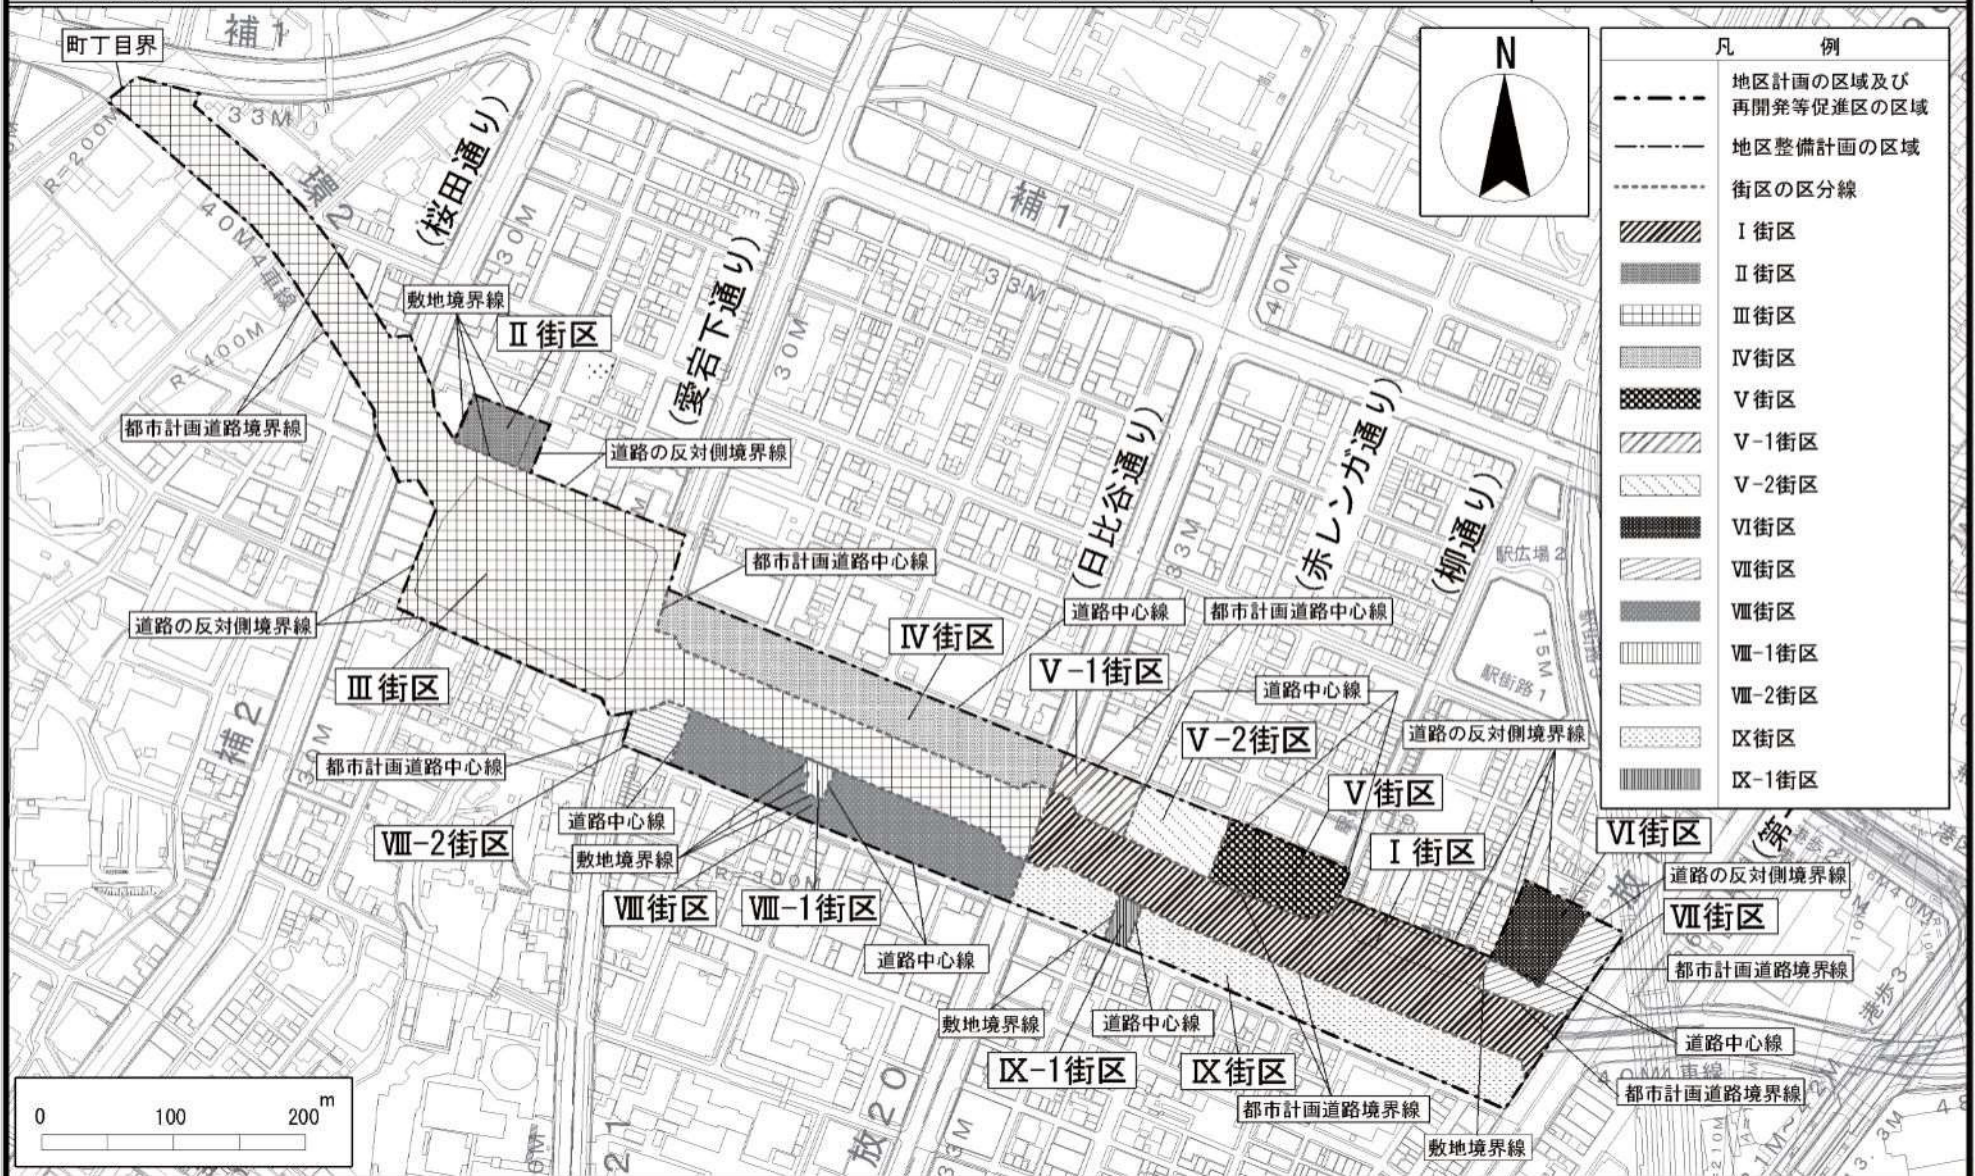 町丁目界
補1
33M
R=200M
環2
40M
4車線
(桜田通り)
30M
R=400M
敷地境界線
Ⅱ街区
(愛宕下通り)
30M
補1
33M
40M
都市計画道路境界線
道路の反対側境界線
(日比谷通り)
33M
(赤レンガ通り)
(柳通り)
駅広場2
15M
駅街路1
都市計画道路中心線
道路中心線
都市計画道路中心線
道路の反対側境界線
Ⅳ街区
Ⅴ-1街区
Ⅲ街区
道路中心線
Ⅴ-2街区
道路の反対側境界線
補2
30M
都市計画道路中心線
Ⅴ街区
道路中心線
Ⅷ-2街区
敷地境界線
Ⅰ街区
Ⅵ街区
(第一
道路の反対側境界線
Ⅷ街区
Ⅷ-1街区
放
Ⅶ街区
道路中心線
都市計画道路境界線
港歩3
敷地境界線
道路中心線
道路中心線
Ⅸ-1街区
Ⅸ街区
都市計画道路境界線
都市計画道路境界線
敷地境界線
放20
33M
21
0 100 200 m
N
凡 例
地区計画の区域及び
再開発等促進区の区域
地区整備計画の区域
街区の区分線
Ⅰ街区
Ⅱ街区
Ⅲ街区
Ⅳ街区
Ⅴ街区
Ⅴ-1街区
Ⅴ-2街区
Ⅵ街区
Ⅶ街区
Ⅷ街区
Ⅷ-1街区
Ⅷ-2街区
Ⅸ街区
Ⅸ-1街区